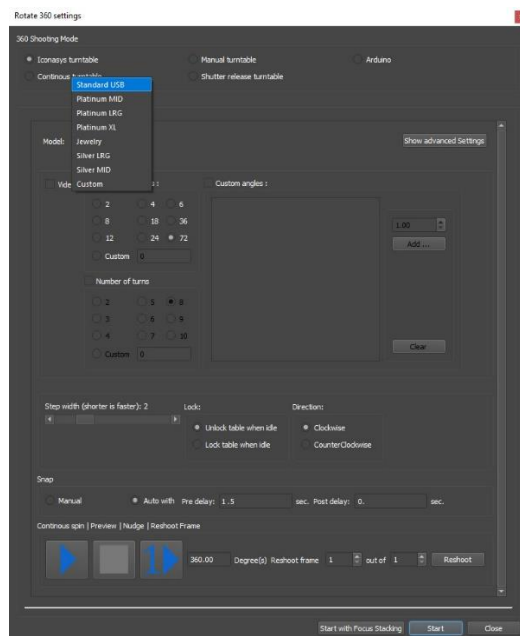 Rotate 360 settings
360 Shooting Mode
Iconasys turntable
Manual turntable
Arduino
Continous
Shutter release turntable
Standard USB
Platinum MID
Platinum LRG
Platinum XL
Jewelry
Silver LRG
Silver MID
Custom
Model:
Show advanced Settings
Custom angles :
2 4 6
8 18 36
12 24 72
Custom 0
1.00
Add ...
Number of turns
2 5 8
3 6 9
4 7 10
Custom 0
Clear
Step width (shorter is faster): 2
Lock:
Direction:
Unlock table when idle
Clockwise
Lock table when idle
CounterClockwise
Snap
Manual
Auto with Pre delay: 1.5 sec. Post delay: 0. sec.
Continous spin | Preview | Nudge | Reshoot Frame
1
360.00 Degree(s) Reshoot frame 1 out of 1 Reshoot
Start with Focus Stacking
Start
Close